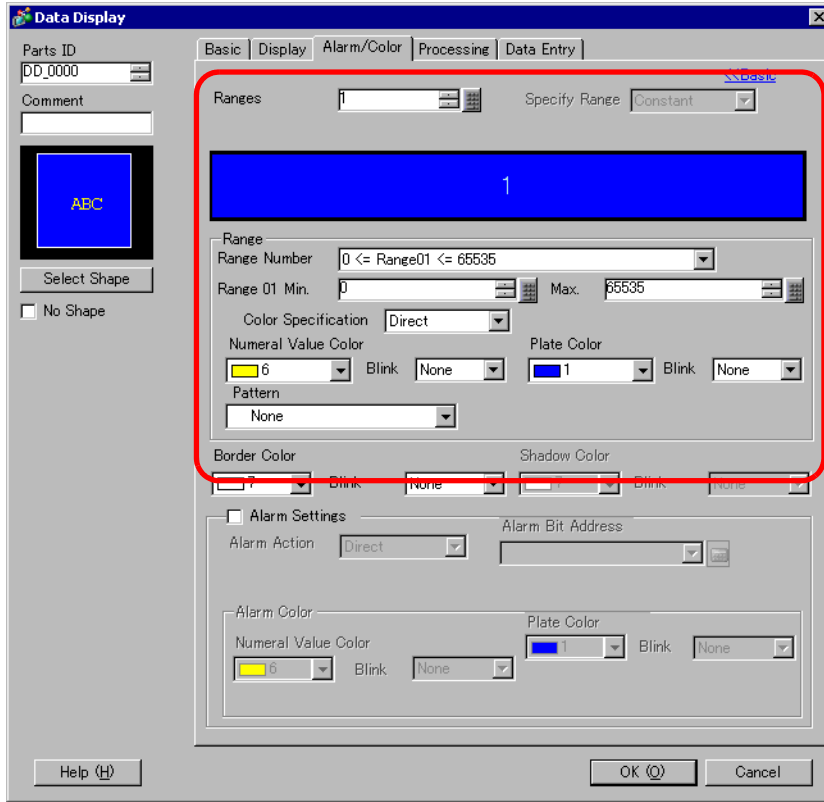 Data Display
Parts ID
DD_0000
Comment
ABC
Select Shape
No Shape
Basic Display Alarm/Color Processing Data Entry
<<Basic
Ranges 1 Specify Range Constant
1
Range
Range Number 0 <= Range01 <= 65535
Range 01 Min. 0 Max. 65535
Color Specification Direct
Numeral Value Color Plate Color
6 Blink None 1 Blink None
Pattern
None
Border Color Shadow Color
7 Blink None 7 Blink None
Alarm Settings
Alarm Action Direct Alarm Bit Address
Alarm Color
Numeral Value Color Plate Color
6 Blink None 1 Blink None
Help (H) OK (O) Cancel